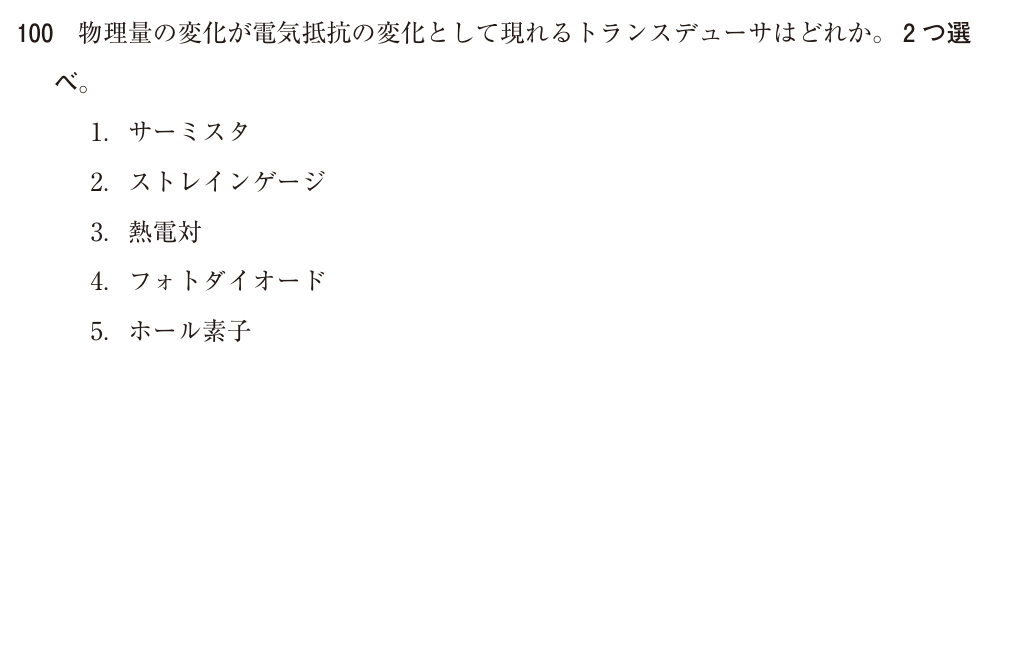 100 物理量の変化が電気抵抗の変化として現れるトランスデューサはどれか。2つ選
べ。
1. サーミスタ
2. ストレインゲージ
3. 熱電対
4. フォトダイオード
5. ホール素子